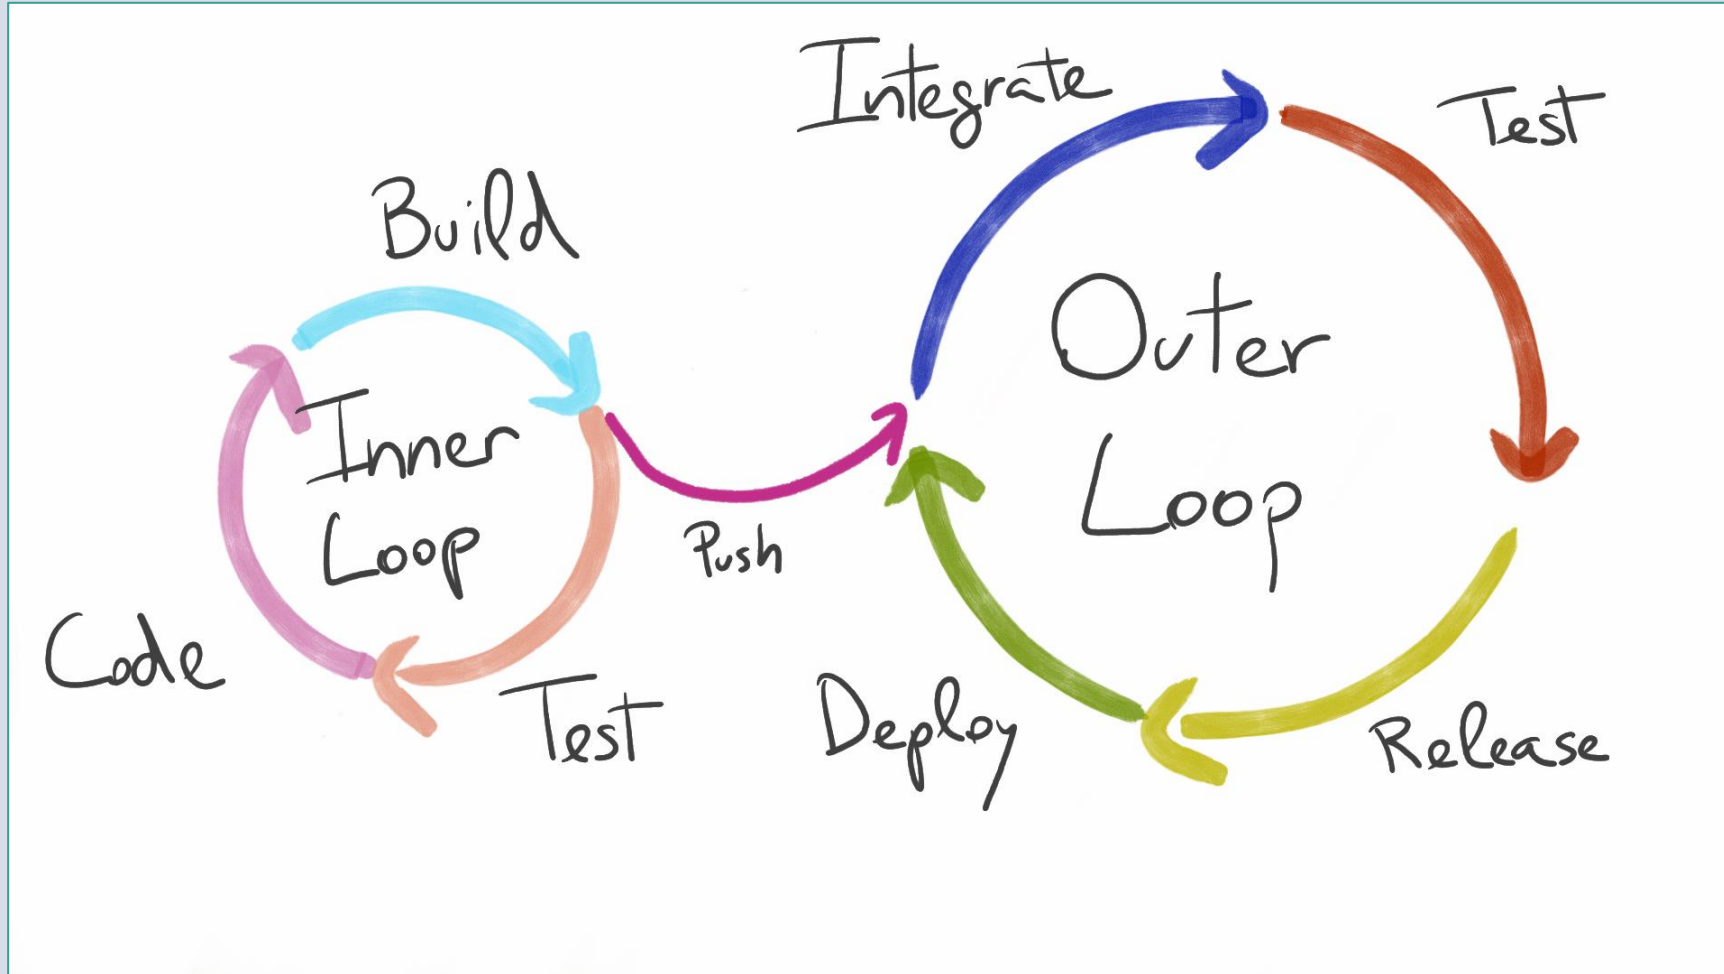 Integrate
Test
Build
Outer
Loop
Inner
Loop
Push
Code
Test
Deploy
Release